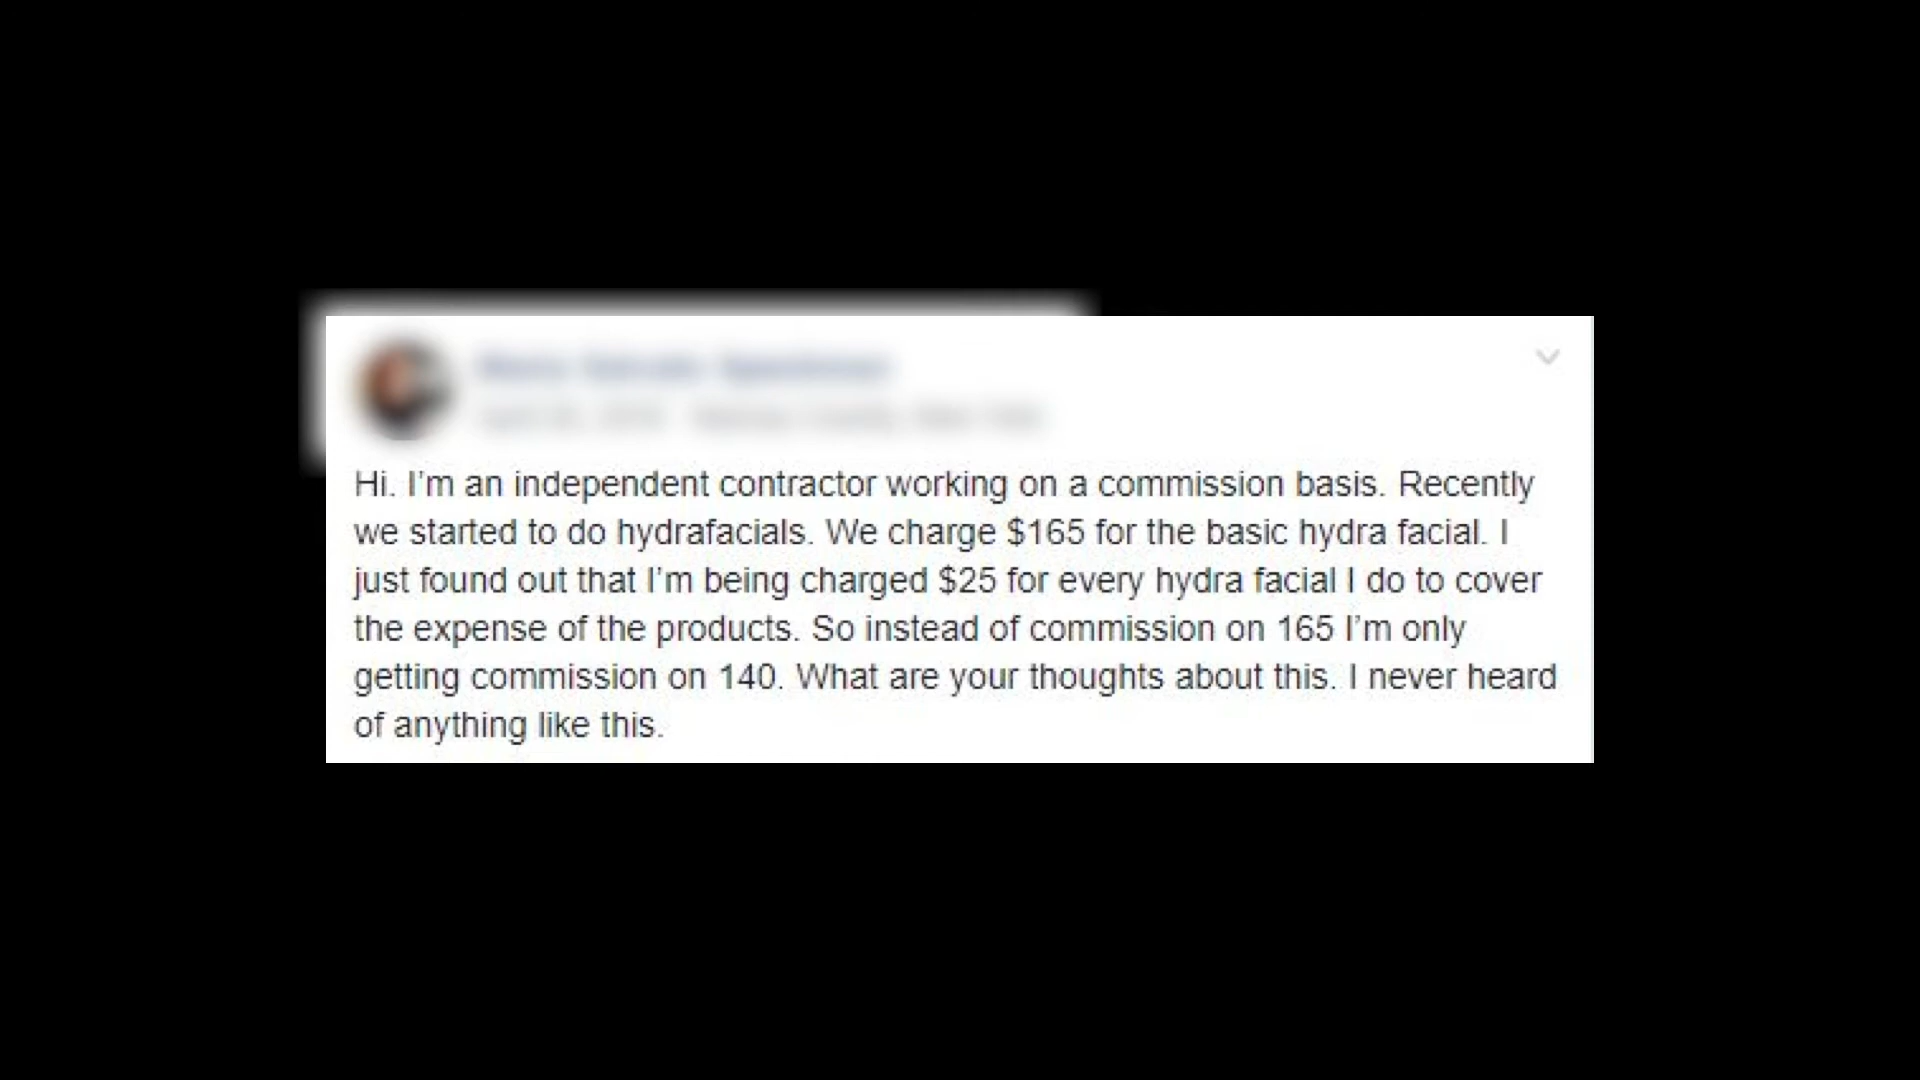 Hi. I'm an independent contractor working on a commission basis. Recently
we started to do hydrafacials. We charge $165 for the basic hydra facial. I
just found out that I'm being charged $25 for every hydra facial I do to cover
the expense of the products. So instead of commission on 165 I'm only
getting commission on 140. What are your thoughts about this. I never heard
of anything like this.